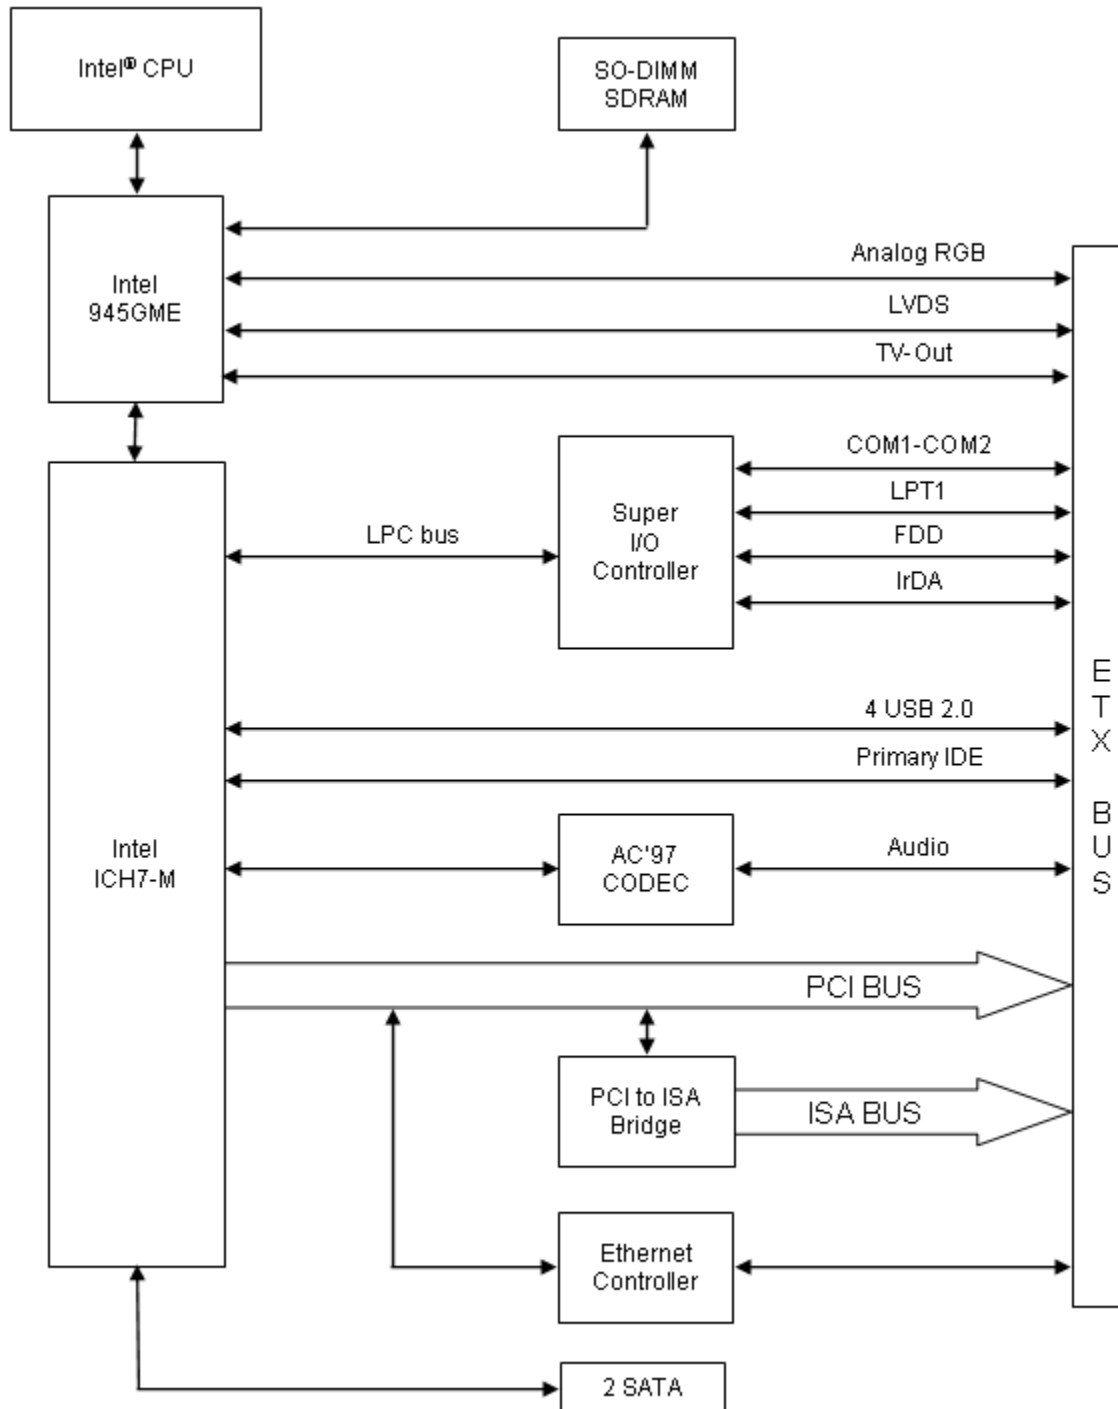 Intel® CPU
SO-DIMM
SDRAM
Intel
945GME
Analog RGB
LVDS
TV-Out
COM1-COM2
LPT1
FDD
IrDA
Super
I/O
Controller
LPC bus
4 USB 2.0
Primary IDE
Intel
ICH7-M
AC'97
CODEC
Audio
PCI BUS
PCI to ISA
Bridge
ISA BUS
Ethernet
Controller
2 SATA
E
T
X
B
U
S